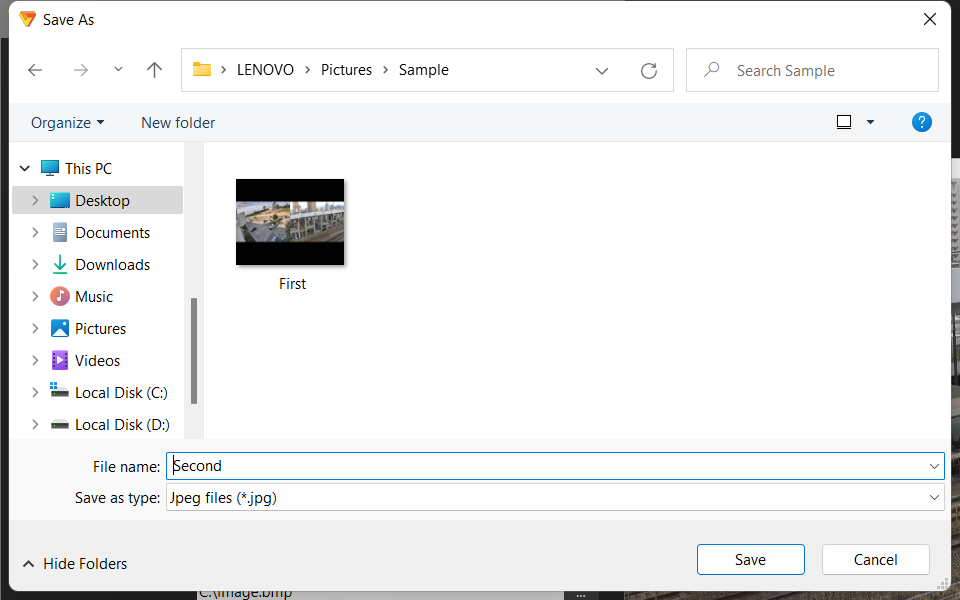 Save As
LENOVO > Pictures > Sample
Search Sample
Organize
New folder
?
This PC
Desktop
Documents
Downloads
Music
Pictures
Videos
Local Disk (C:)
Local Disk (D:)
First
File name: Second
Save as type: Jpeg files (*.jpg)
Hide Folders
Save
Cancel
C:\image.bmp
...